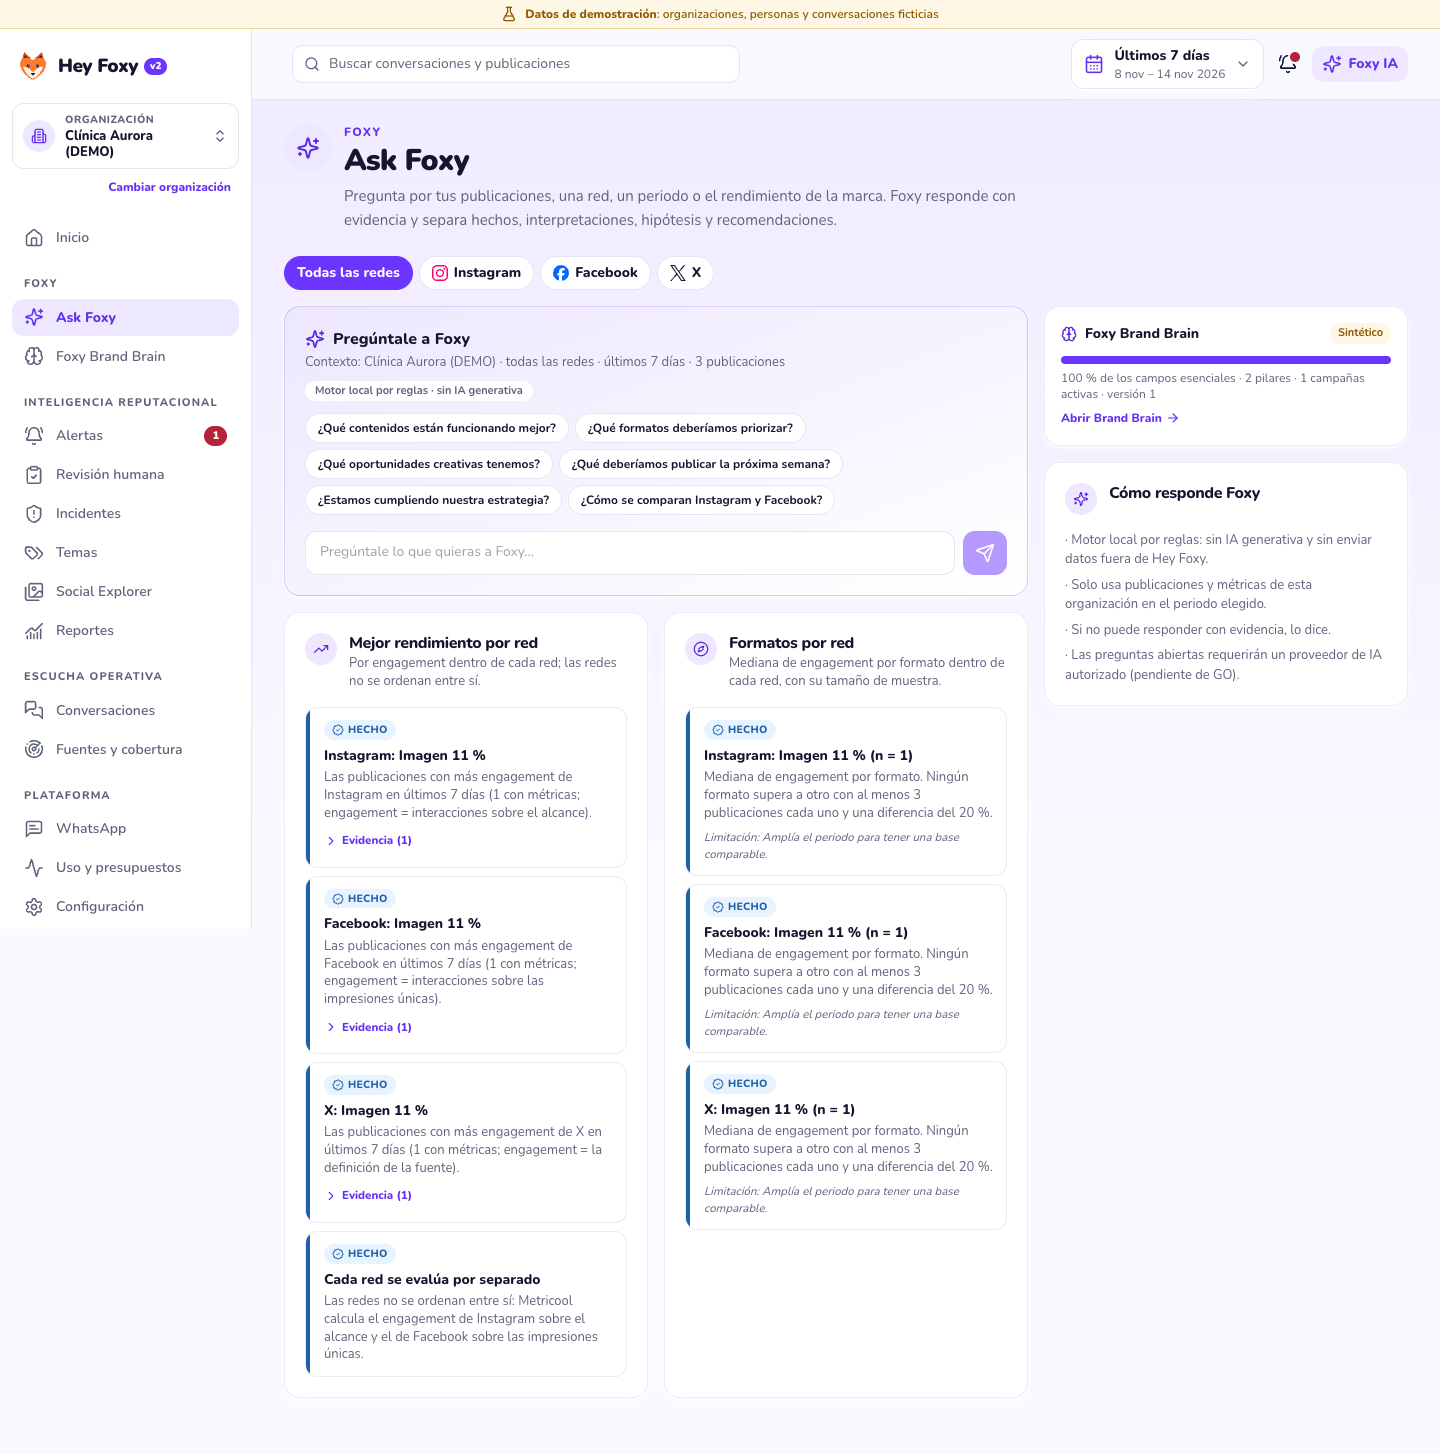 Datos de demostración: organizaciones, personas y conversaciones ficticias
Hey Foxy v2
ORGANIZACIÓN
Clínica Aurora
(DEMO)
Cambiar organización
Inicio
FOXY
Ask Foxy
Foxy Brand Brain
INTELIGENCIA REPUTACIONAL
Alertas 1
Revisión humana
Incidentes
Temas
Social Explorer
Reportes
ESCUCHA OPERATIVA
Conversaciones
Fuentes y cobertura
PLATAFORMA
WhatsApp
Uso y presupuestos
Configuración
Buscar conversaciones y publicaciones
Últimos 7 días
8 nov – 14 nov 2026
Foxy IA
FOXY
Ask Foxy
Pregunta por tus publicaciones, una red, un periodo o el rendimiento de la marca. Foxy responde con
evidencia y separa hechos, interpretaciones, hipótesis y recomendaciones.
Todas las redes
Instagram
Facebook
X
Pregúntale a Foxy
Contexto: Clínica Aurora (DEMO) · todas las redes · últimos 7 días · 3 publicaciones
Motor local por reglas · sin IA generativa
¿Qué contenidos están funcionando mejor?
¿Qué formatos deberíamos priorizar?
¿Qué oportunidades creativas tenemos?
¿Qué deberíamos publicar la próxima semana?
¿Estamos cumpliendo nuestra estrategia?
¿Cómo se comparan Instagram y Facebook?
Pregúntale lo que quieras a Foxy...
Mejor rendimiento por red
Por engagement dentro de cada red; las redes
no se ordenan entre sí.
HECHO
Instagram: Imagen 11 %
Las publicaciones con más engagement de
Instagram en últimos 7 días (1 con métricas;
engagement = interacciones sobre el alcance).
Evidencia (1)
HECHO
Facebook: Imagen 11 %
Las publicaciones con más engagement de
Facebook en últimos 7 días (1 con métricas;
engagement = interacciones sobre las
impresiones únicas).
Evidencia (1)
HECHO
X: Imagen 11 %
Las publicaciones con más engagement de X en
últimos 7 días (1 con métricas; engagement = la
definición de la fuente).
Evidencia (1)
HECHO
Cada red se evalúa por separado
Las redes no se ordenan entre sí: Metricool
calcula el engagement de Instagram sobre el
alcance y el de Facebook sobre las impresiones
únicas.
Formatos por red
Mediana de engagement por formato dentro de
cada red, con su tamaño de muestra.
HECHO
Instagram: Imagen 11 % (n = 1)
Mediana de engagement por formato. Ningún
formato supera a otro con al menos 3
publicaciones cada uno y una diferencia del 20 %.
Limitación: Amplía el periodo para tener una base
comparable.
HECHO
Facebook: Imagen 11 % (n = 1)
Mediana de engagement por formato. Ningún
formato supera a otro con al menos 3
publicaciones cada uno y una diferencia del 20 %.
Limitación: Amplía el periodo para tener una base
comparable.
HECHO
X: Imagen 11 % (n = 1)
Mediana de engagement por formato. Ningún
formato supera a otro con al menos 3
publicaciones cada uno y una diferencia del 20 %.
Limitación: Amplía el periodo para tener una base
comparable.
Foxy Brand Brain
Sintético
100 % de los campos esenciales · 2 pilares · 1 campañas
activas · versión 1
Abrir Brand Brain
Cómo responde Foxy
· Motor local por reglas: sin IA generativa y sin enviar
datos fuera de Hey Foxy.
· Solo usa publicaciones y métricas de esta
organización en el periodo elegido.
· Si no puede responder con evidencia, lo dice.
· Las preguntas abiertas requerirán un proveedor de IA
autorizado (pendiente de GO).